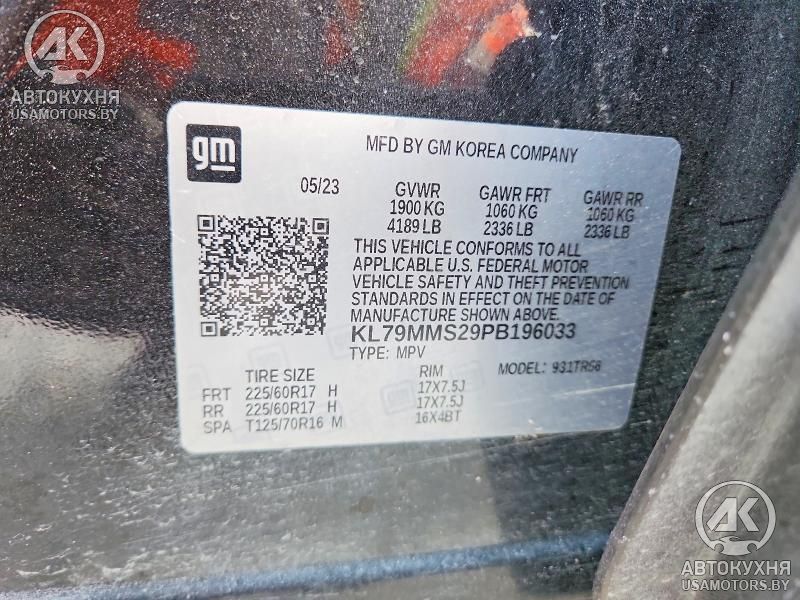 AK
АВТОКУХНЯ
USAMOTORS.BY
gm
MFD BY GM KOREA COMPANY
05/23 GVWR GAWR FRT GAWR RR
1900 KG 1060 KG 1060 KG
4189 LB 2336 LB 2336 LB
THIS VEHICLE CONFORMS TO ALL
APPLICABLE U.S. FEDERAL MOTOR
VEHICLE SAFETY AND THEFT PREVENTION
STANDARDS IN EFFECT ON THE DATE OF
MANUFACTURE SHOWN ABOVE.
KL79MMS29PB196033
TYPE: MPV MODEL: 931TR56
TIRE SIZE RIM
FRT 225/60R17 H 17X7.5J
RR 225/60R17 H 17X7.5J
SPA T125/70R16 M 16X4BT
AK
АВТОКУХНЯ
USAMOTORS.BY